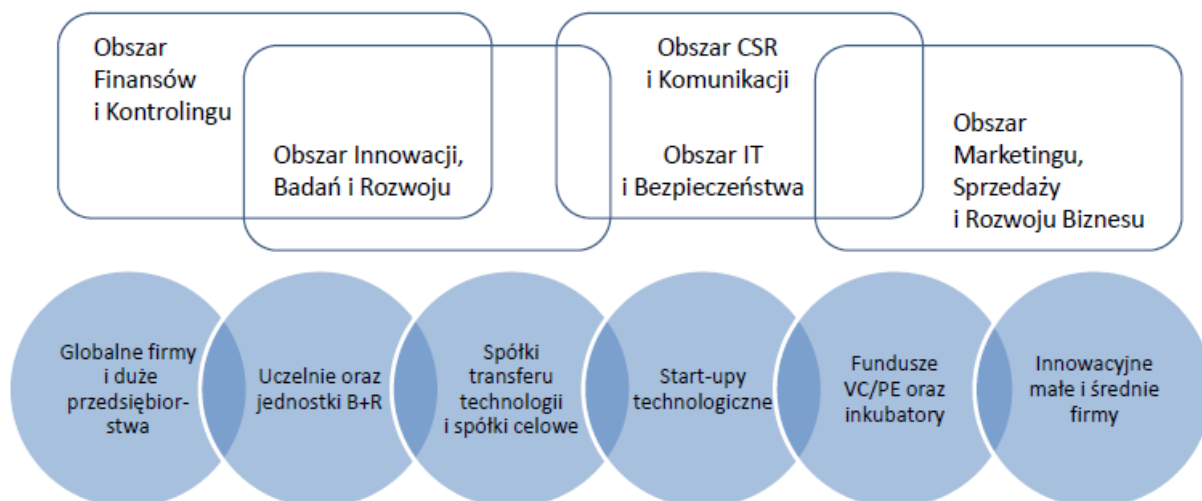 Obszar
Finansów
i Kontrolingu
Obszar Innowacji,
Badań i Rozwoju
Obszar CSR
i Komunikacji
Obszar IT
i Bezpieczeństwa
Obszar
Marketingu,
Sprzedaży
i Rozwoju Biznesu
Globalne firmy
i duże
przedsiębior-
stwa
Uczelnie oraz
jednostki B+R
Spółki
transferu
technologii
i spółki celowe
Start-upy
technologiczne
Fundusze
VC/PE oraz
inkubatory
Innowacyjne
małe i średnie
firmy